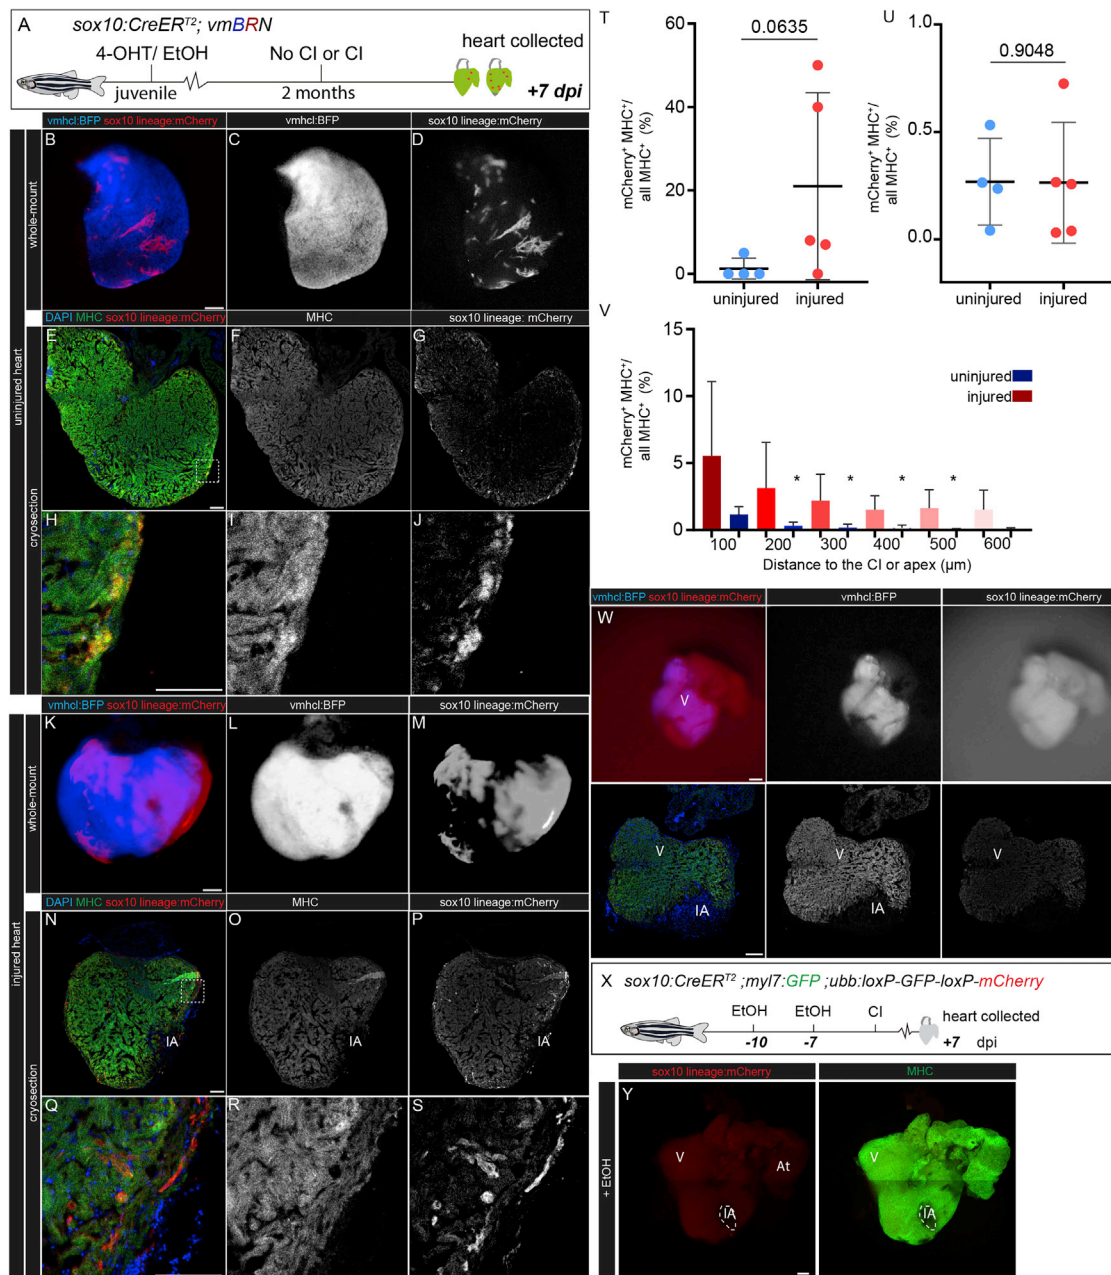 A
sox10:CreERT2; vmBRN
4-OHT/ EtOH
No CI or CI
heart collected
juvenile
2 months
+7 dpi
uninjured heart
whole-mount
vmhcl:BFP sox10 lineage:mCherry
vmhcl:BFP
sox10 lineage:mCherry
B
C
D
cryosection
DAPI MHC sox10 lineage:mCherry
MHC
sox10 lineage: mCherry
E
F
G
H
I
J
injured heart
whole-mount
vmhcl:BFP sox10 lineage:mCherry
vmhcl:BFP
sox10 lineage:mCherry
K
L
M
cryosection
DAPI MHC sox10 lineage:mCherry
MHC
sox10 lineage:mCherry
N
O
P
IA
IA
IA
Q
R
S
T
mCherry+ MHC+/
all MHC+ (%)
60
40
20
0
0.0635
uninjured
injured
U
mCherry+ MHC+/
all MHC+ (%)
1.0
0.5
0.0
0.9048
uninjured
injured
V
mCherry+ MHC+/
all MHC+ (%)
15
10
5
0
uninjured
injured
* * * *
100 200 300 400 500 600
Distance to the CI or apex (µm)
vmhcl:BFP sox10 lineage:mCherry
vmhcl:BFP
sox10 lineage:mCherry
W
V
V
V
V
IA
IA
X
sox10:CreERT2 ;myl7:GFP ;ubb:loxP-GFP-loxP-mCherry
EtOH
EtOH
CI
heart collected
-10
-7
+7
dpi
sox10 lineage:mCherry
MHC
+ EtOH
Y
V
At
IA
V
IA